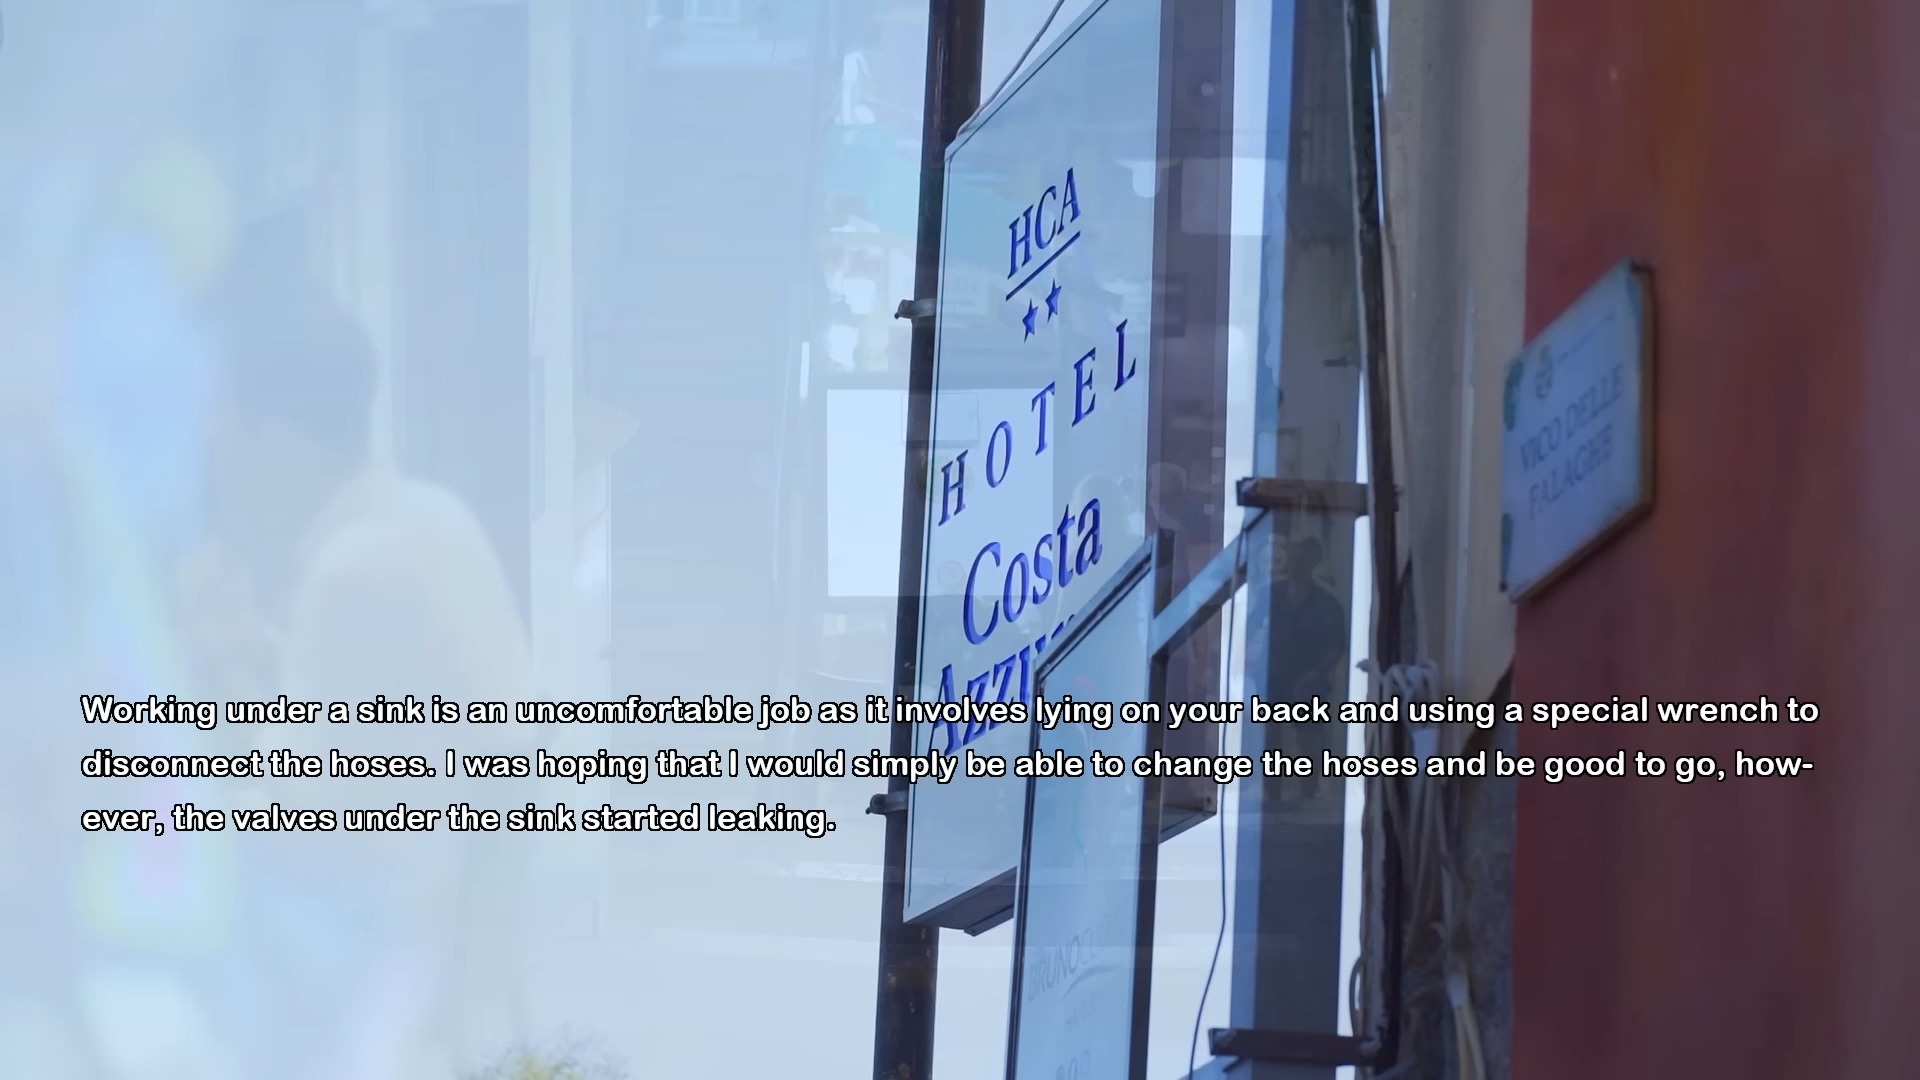 HCA
HOTEL
Costa
VICO DELLE
FALAGHE
Working under a sink is an uncomfortable job as it involves lying on your back and using a special wrench to
disconnect the hoses. I was hoping that I would simply be able to change the hoses and be good to go, how-
ever, the valves under the sink started leaking.